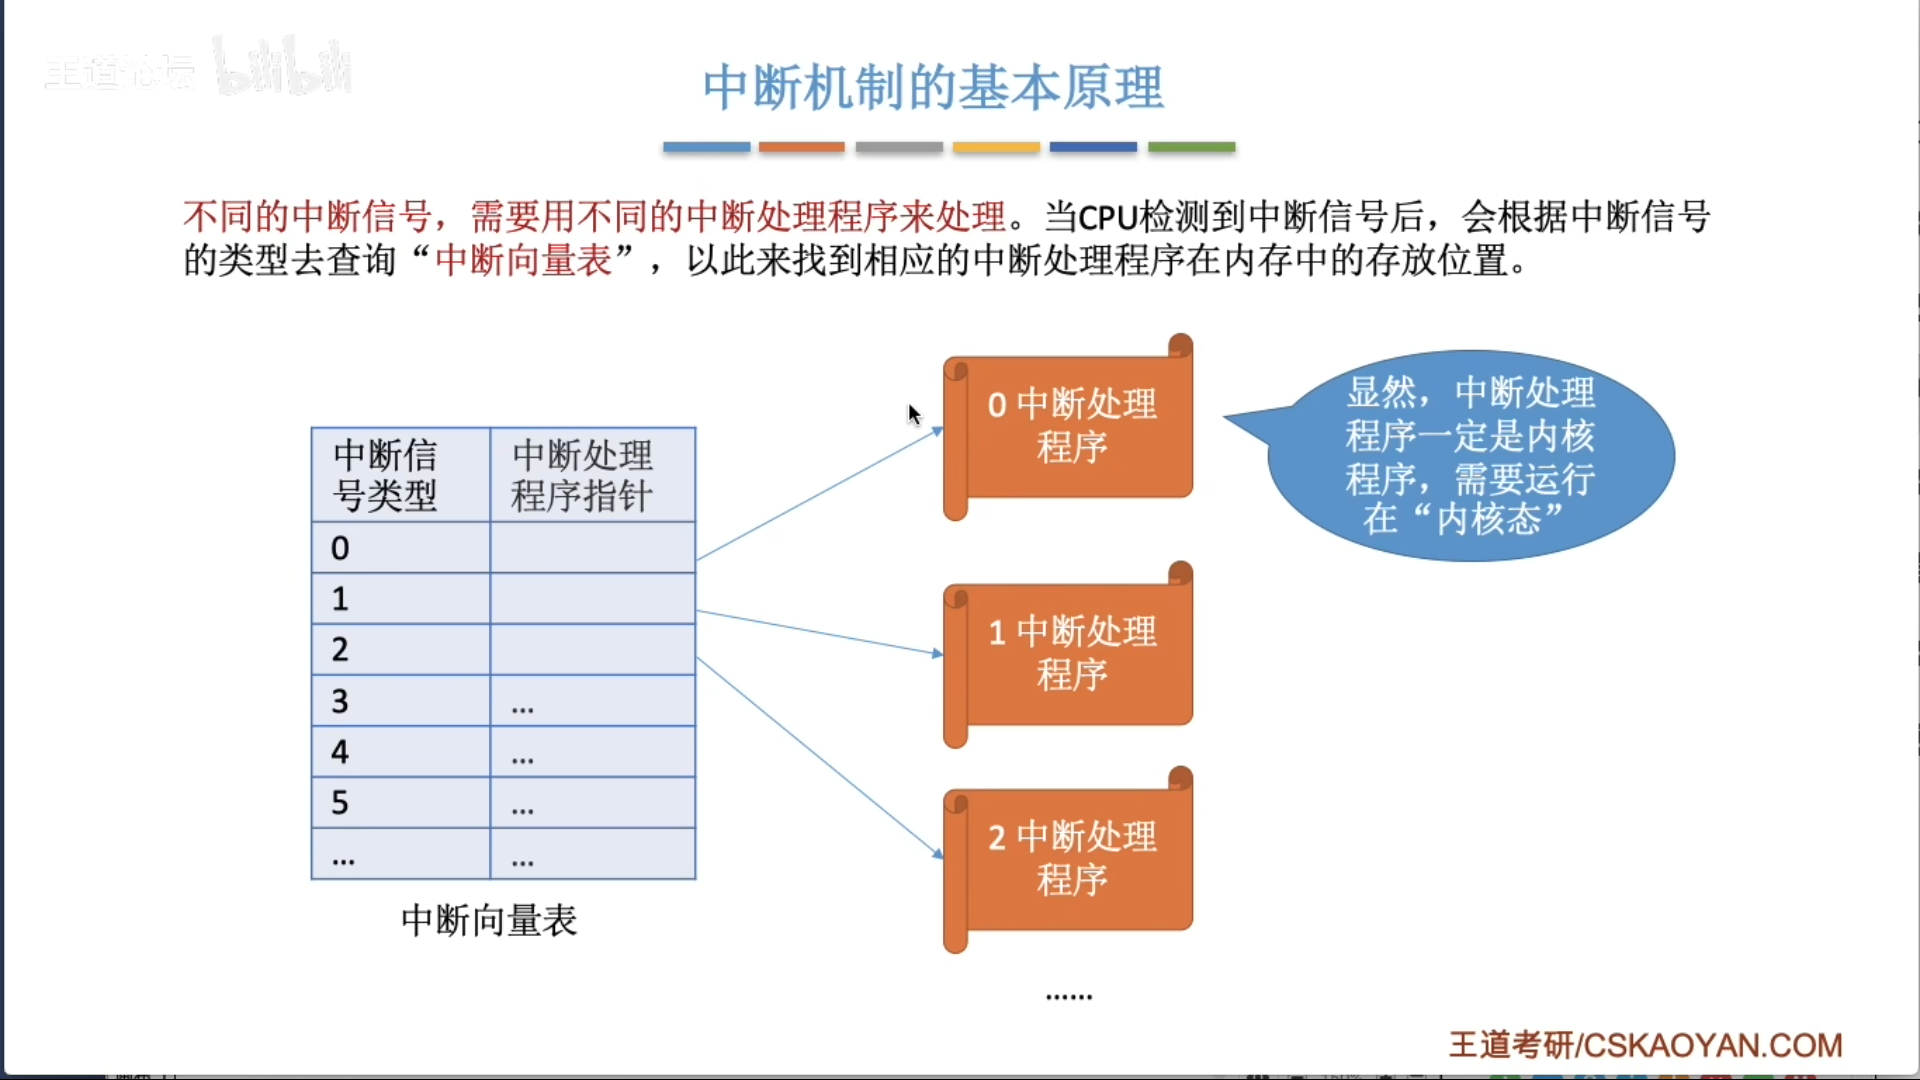 王道论坛 bilibili
中断机制的基本原理
不同的中断信号，需要用不同的中断处理程序来处理。当CPU检测到中断信号后，会根据中断信号
的类型去查询“中断向量表”，以此来找到相应的中断处理程序在内存中的存放位置。
中断信
号类型
中断处理
程序指针
0
1
2
3 ...
4 ...
5 ...
... ...
中断向量表
0 中断处理
程序
1 中断处理
程序
2 中断处理
程序
......
显然，中断处理
程序一定是内核
程序，需要运行
在“内核态”
王道考研/CSKAOYAN.COM